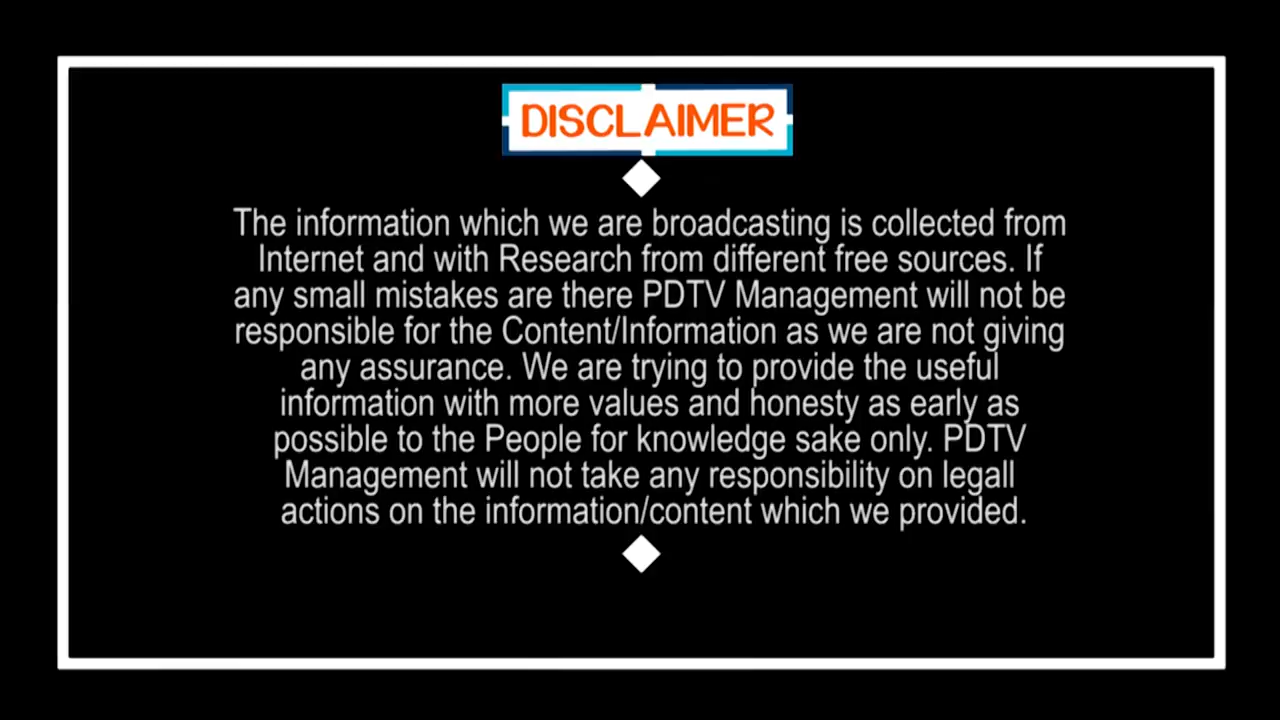 DISCLAIMER
The information which we are broadcasting is collected from
Internet and with Research from different free sources. If
any small mistakes are there PDTV Management will not be
responsible for the Content/Information as we are not giving
any assurance. We are trying to provide the useful
information with more values and honesty as early as
possible to the People for knowledge sake only. PDTV
Management will not take any responsibility on legall
actions on the information/content which we provided.